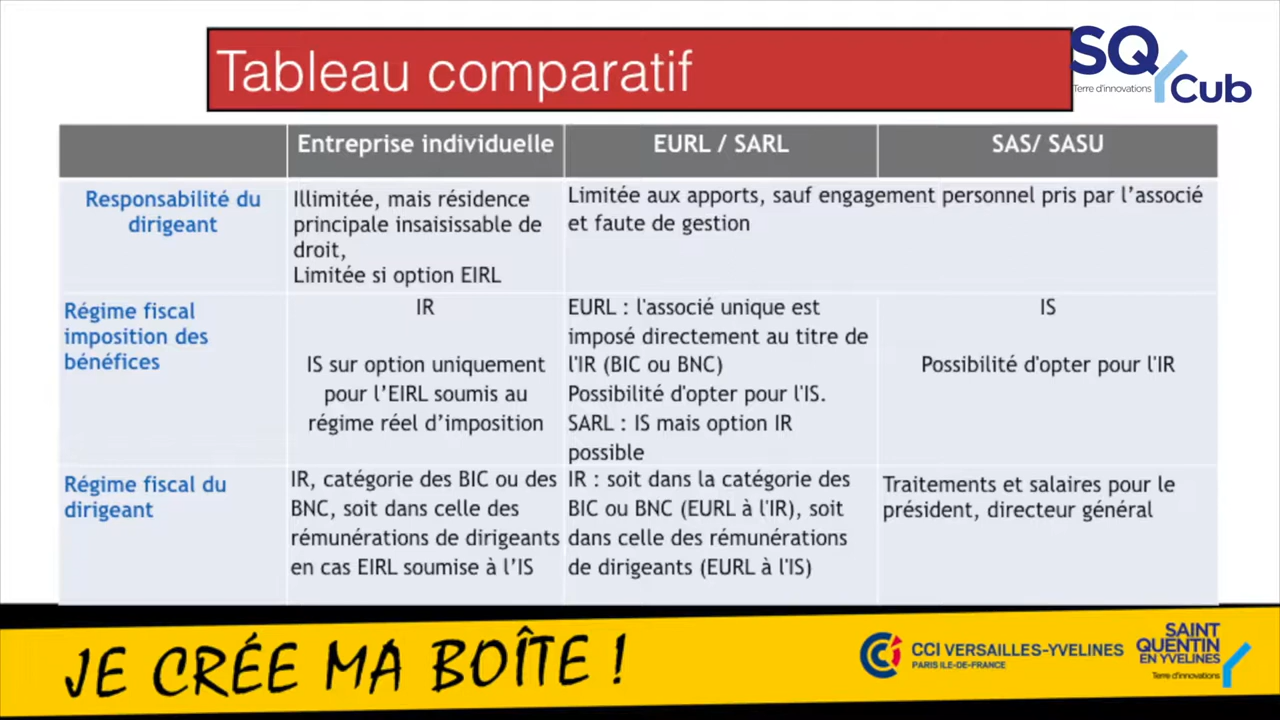 Tableau comparatif
SQY Cub
Terre d'innovations
Entreprise individuelle
EURL / SARL
SAS/ SASU
Responsabilité du
dirigeant
Illimitée, mais résidence
principale insaisissable de
droit,
Limitée si option EIRL
Limitée aux apports, sauf engagement personnel pris par l’associé
et faute de gestion
Régime fiscal
imposition des
bénéfices
IR
IS sur option uniquement
pour l’EIRL soumis au
régime réel d’imposition
EURL : l'associé unique est
imposé directement au titre de
l'IR (BIC ou BNC)
Possibilité d'opter pour l'IS.
SARL : IS mais option IR
possible
IS
Possibilité d'opter pour l'IR
Régime fiscal du
dirigeant
IR, catégorie des BIC ou des
BNC, soit dans celle des
rémunérations de dirigeants
en cas EIRL soumise à l’IS
IR : soit dans la catégorie des
BIC ou BNC (EURL à l'IR), soit
dans celle des rémunérations
de dirigeants (EURL à l'IS)
Traitements et salaires pour le
président, directeur général
JE CRÉE MA BOÎTE !
CCI VERSAILLES-YVELINES
PARIS ILE-DE-FRANCE
SAINT
QUENTIN
EN YVELINES
Terre d'innovations